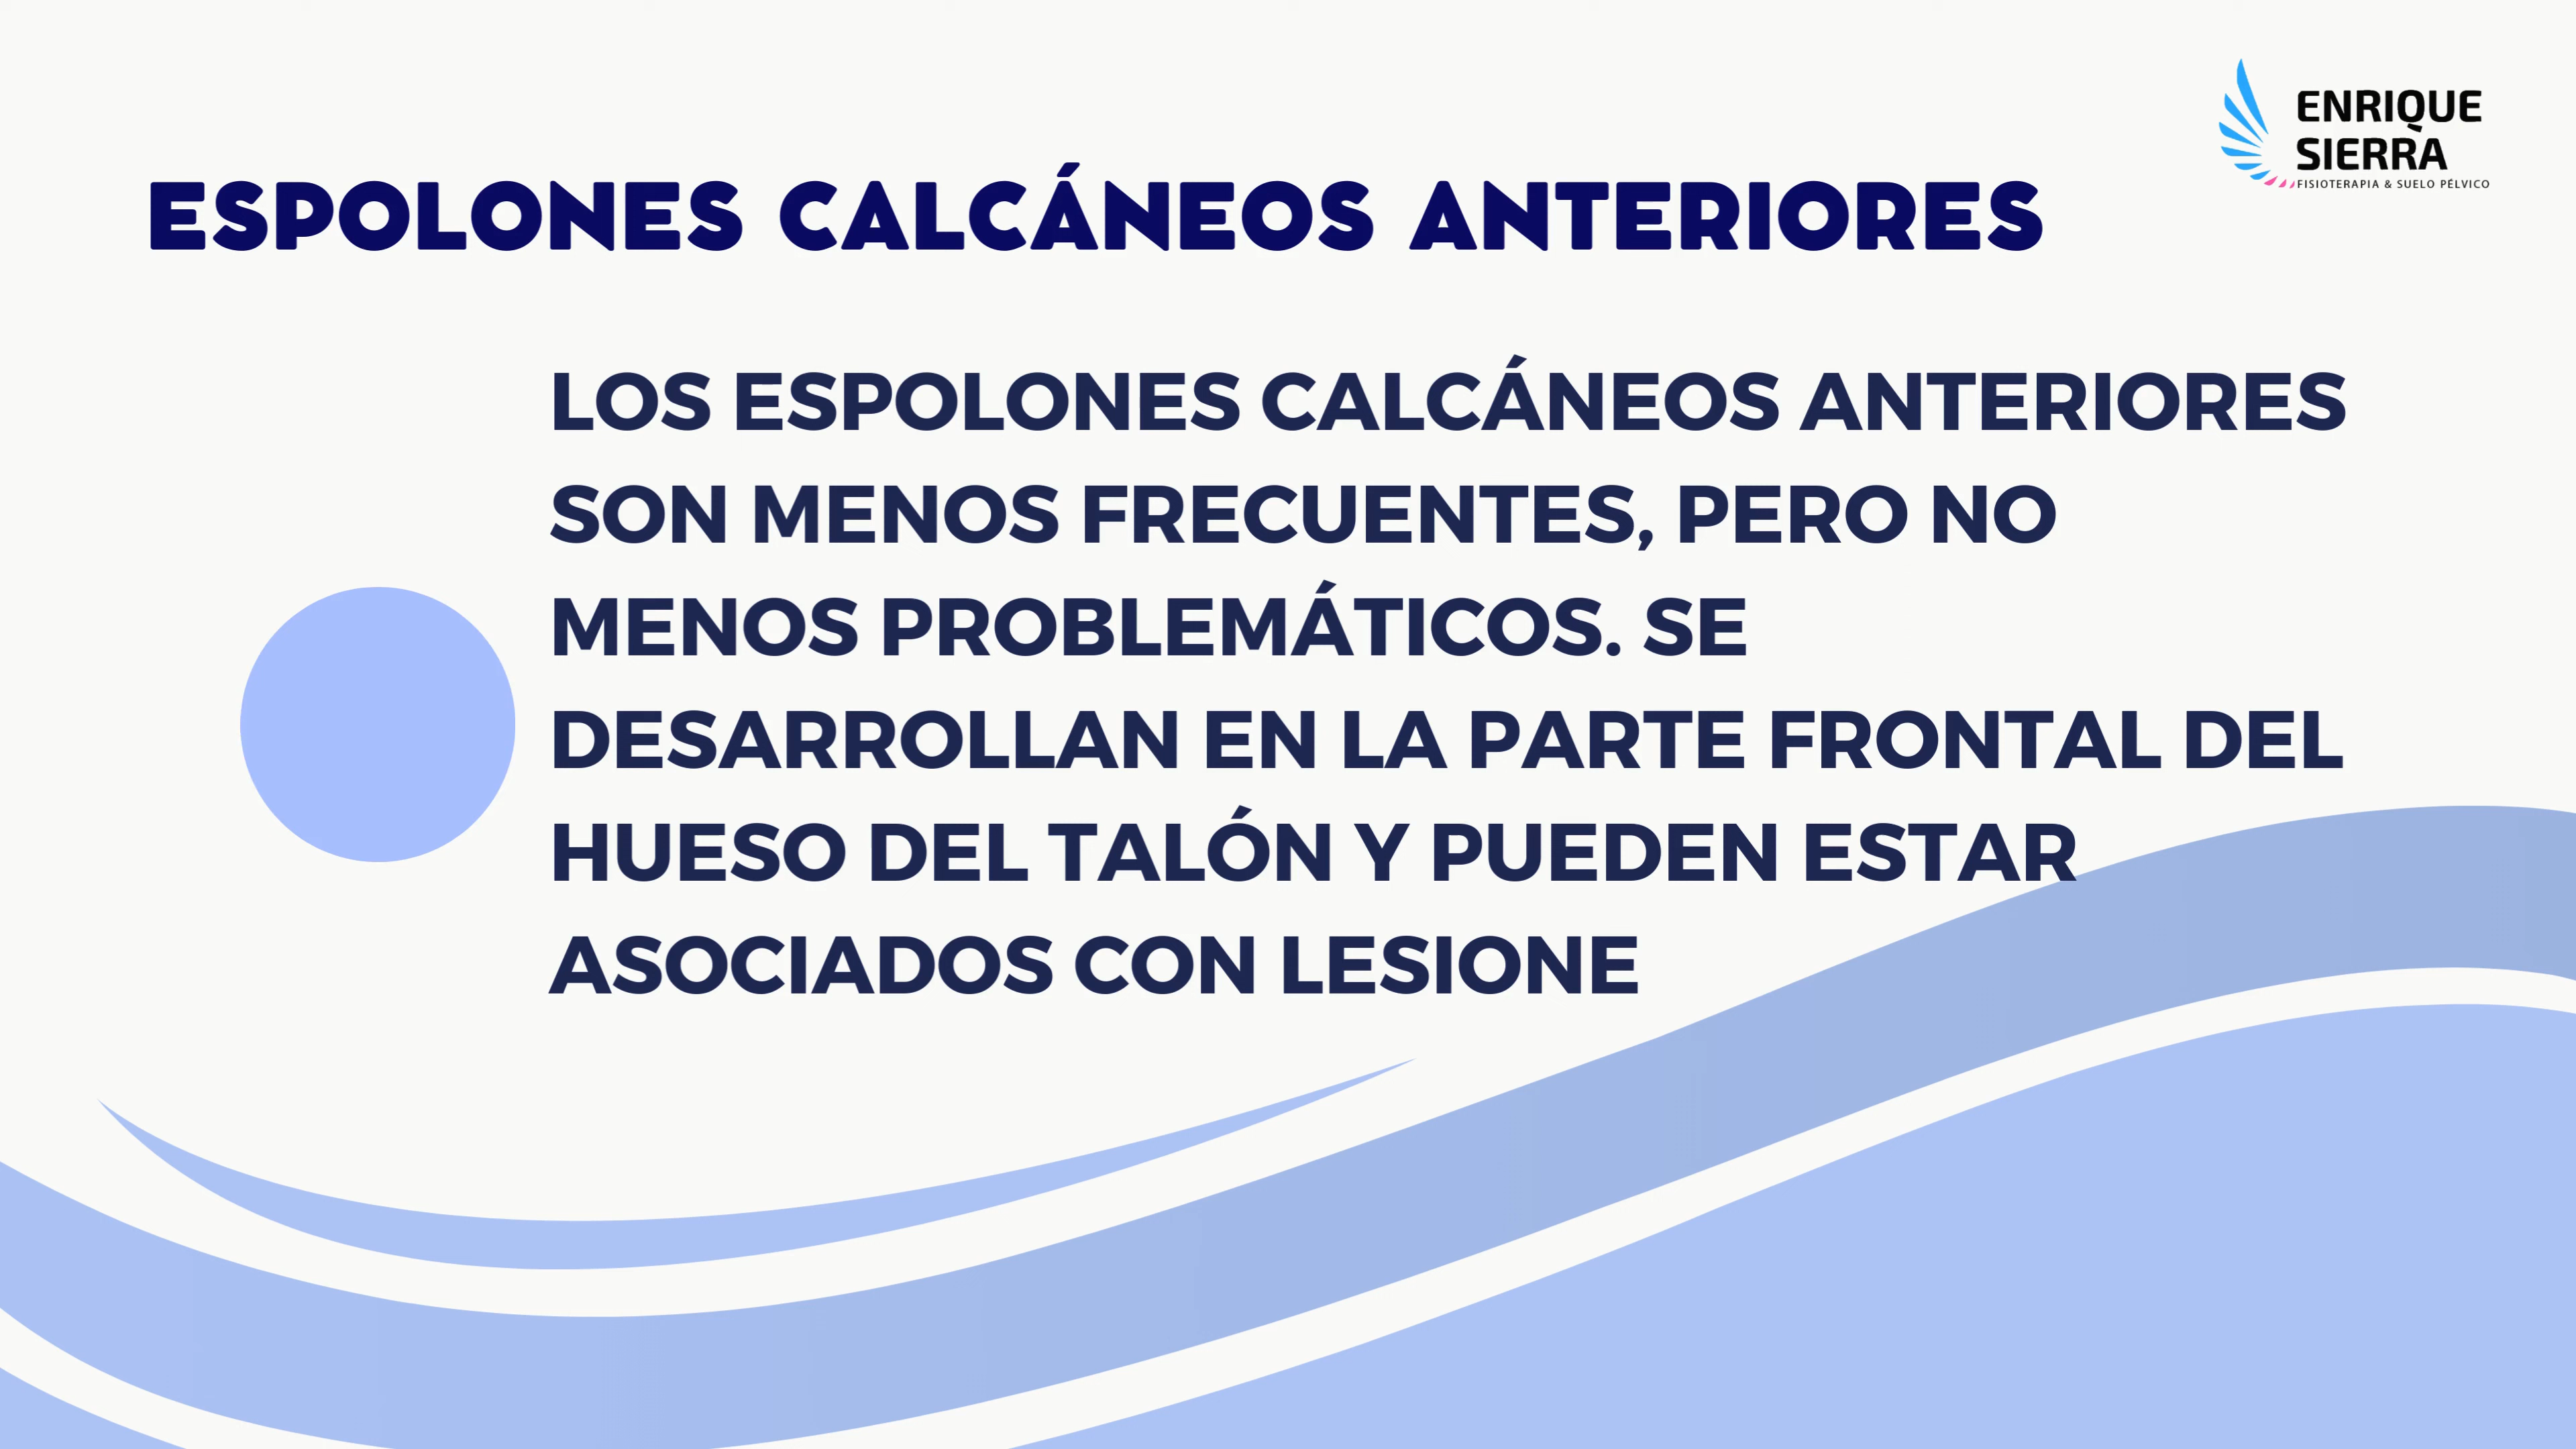 ENRIQUE
SIERRA
FISIOTERAPIA & SUELO PÉLVICO
ESPOLONES CALCÁNEOS ANTERIORES
LOS ESPOLONES CALCÁNEOS ANTERIORES
SON MENOS FRECUENTES, PERO NO
MENOS PROBLEMÁTICOS. SE
DESARROLLAN EN LA PARTE FRONTAL DEL
HUESO DEL TALÓN Y PUEDEN ESTAR
ASOCIADOS CON LESIONE